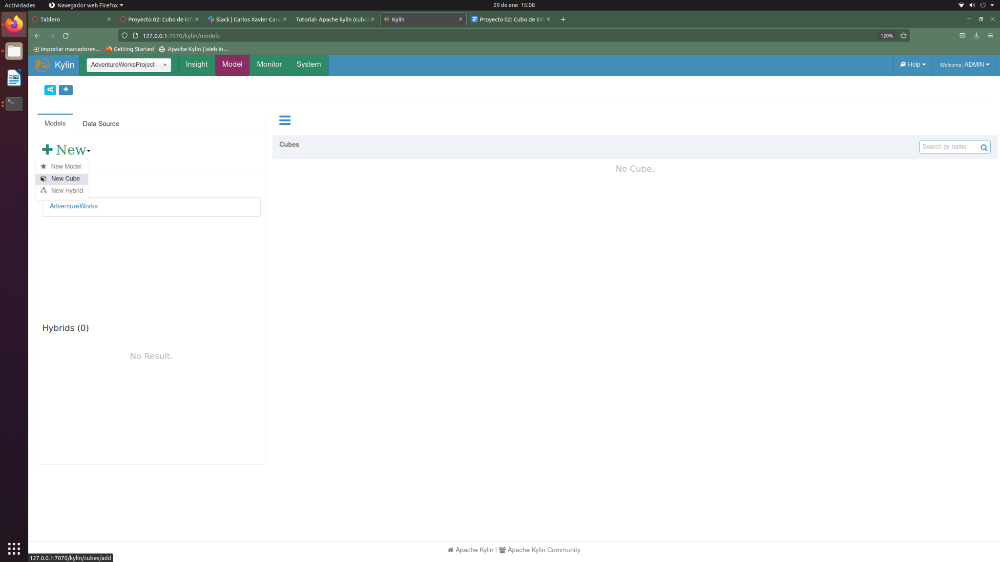 Actividades
Navegador web Firefox
29 de ene 15:08
Tablero
Proyecto 02: Cubo de inf
Slack | Carlos Xavier Carv
Tutorial- Apache kylin (cubo)
Kylin
Proyecto 02: Cubo de inf
127.0.0.1:7070/kylin/models
120%
Importar marcadores...
Getting Started
Apache Kylin | Web In...
Kylin
AdventureWorksProject
Insight
Model
Monitor
System
Help
Welcome, ADMIN
Models
Data Source
New
New Model
New Cube
New Hybrid
AdventureWorks
Hybrids (0)
No Result.
Cubes
Search by name
No Cube.
Apache Kylin | Apache Kylin Community
127.0.0.1:7070/kylin/cubes/add